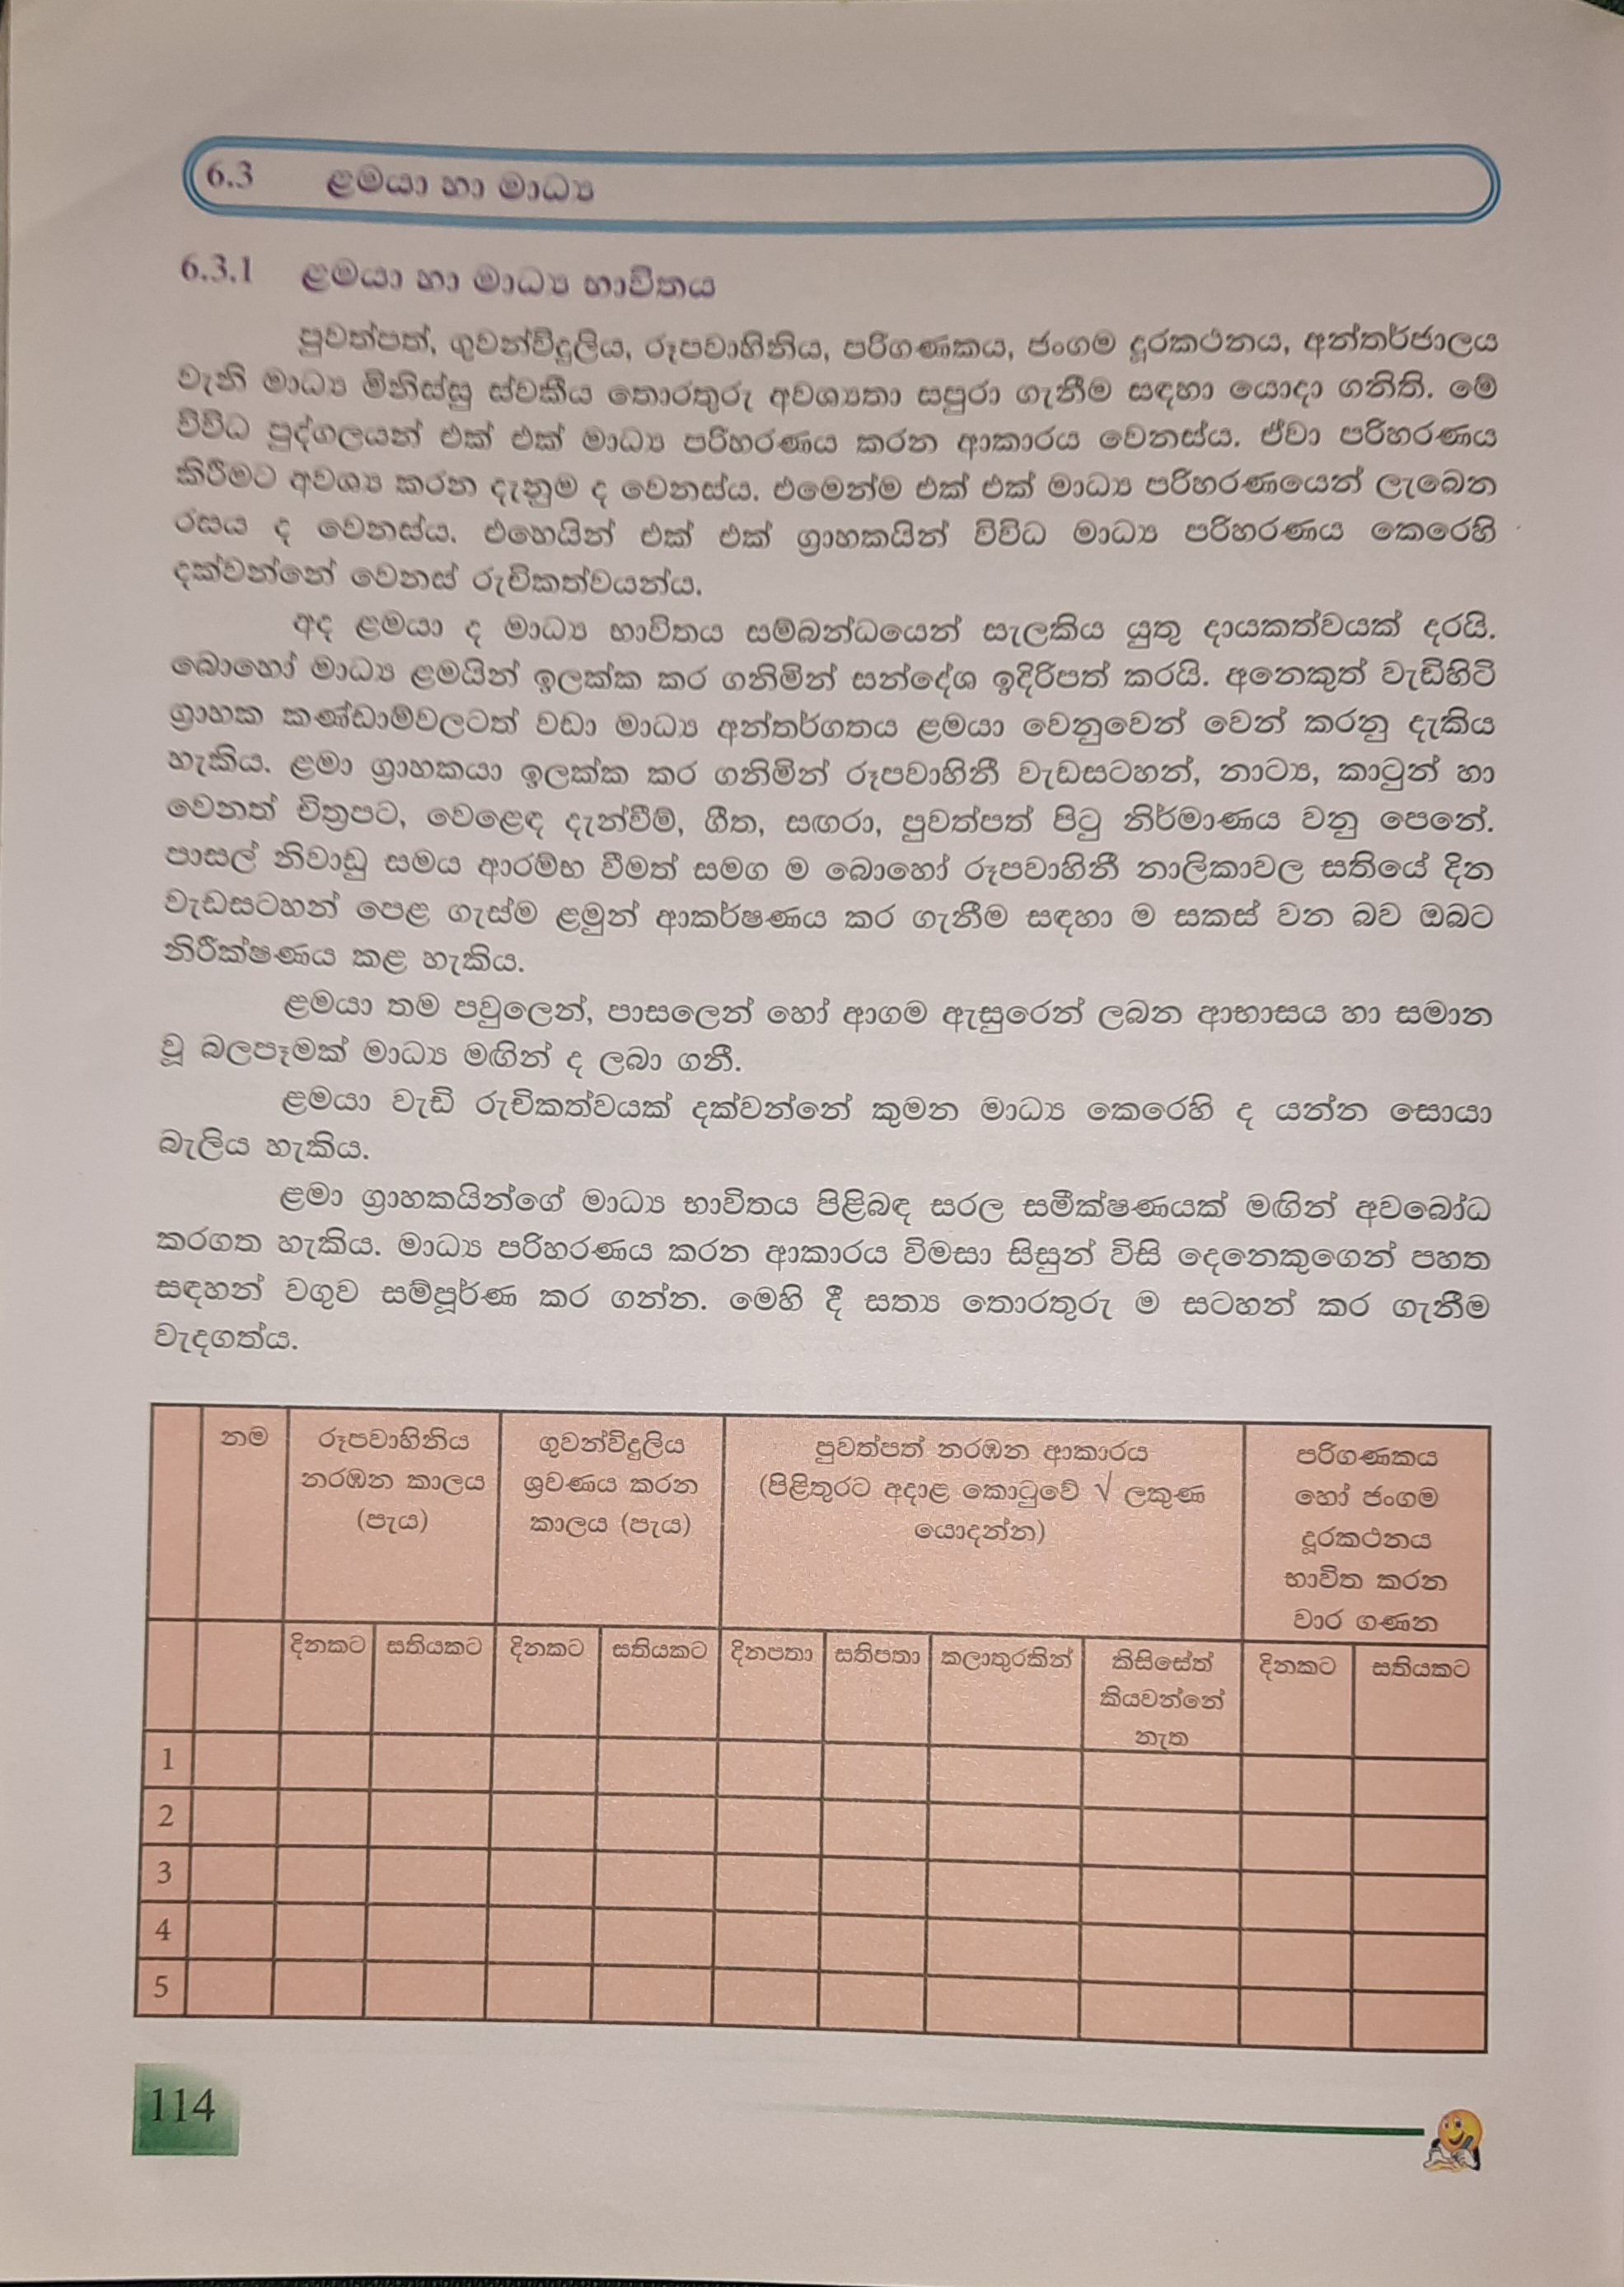 6.3 ළමයා හා මාධ්‍ය
6.3.1 ළමයා හා මාධ්‍ය භාවිතය
පුවත්පත්, ගුවන්විදුලිය, රූපවාහිනිය, පරිගණකය, ජංගම දූරකථනය, අන්තර්ජාලය
වැනි මාධ්‍ය මිනිස්සු ස්වකීය තොරතුරු අවශ්‍යතා සපුරා ගැනීම සඳහා යොදා ගනිති. මේ
විවිධ පුද්ගලයන් එක් එක් මාධ්‍ය පරිහරණය කරන ආකාරය වෙනස්ය. ඒවා පරිහරණය
කිරීමට අවශ්‍ය කරන දැනුම ද වෙනස්ය. එමෙන්ම එක් එක් මාධ්‍ය පරිහරණයෙන් ලැබෙන
රසය ද වෙනස්ය. එහෙයින් එක් එක් ග්‍රාහකයින් විවිධ මාධ්‍ය පරිහරණය කෙරෙහි
දක්වන්නේ වෙනස් රුචිකත්වයන්ය.
අද ළමයා ද මාධ්‍ය භාවිතය සම්බන්ධයෙන් සැලකිය යුතු දායකත්වයක් දරයි.
බොහෝ මාධ්‍ය ළමයින් ඉලක්ක කර ගනිමින් සන්දේශ ඉදිරිපත් කරයි. අනෙකුත් වැඩිහිටි
ග්‍රාහක කණ්ඩාම්වලටත් වඩා මාධ්‍ය අන්තර්ගතය ළමයා වෙනුවෙන් වෙන් කරනු දැකිය
හැකිය. ළමා ග්‍රාහකයා ඉලක්ක කර ගනිමින් රූපවාහිනී වැඩසටහන්, නාට්‍ය, කාටුන් හා
වෙනත් චිත්‍රපට, වෙළෙඳ දැන්වීම්, ගීත, සඟරා, පුවත්පත් පිටු නිර්මාණය වනු පෙනේ.
පාසල් නිවාඩු සමය ආරම්භ වීමත් සමග ම බොහෝ රූපවාහිනී නාලිකාවල සතියේ දින
වැඩසටහන් පෙළ ගැස්ම ළමුන් ආකර්ෂණය කර ගැනීම සඳහා ම සකස් වන බව ඔබට
නිරීක්ෂණය කළ හැකිය.
ළමයා තම පවුලෙන්, පාසලෙන් හෝ ආගම ඇසුරෙන් ලබන ආභාසය හා සමාන
වූ බලපෑමක් මාධ්‍ය මඟින් ද ලබා ගනී.
ළමයා වැඩි රුචිකත්වයක් දක්වන්නේ කුමන මාධ්‍ය කෙරෙහි ද යන්න සොයා
බැලිය හැකිය.
ළමා ග්‍රාහකයින්ගේ මාධ්‍ය භාවිතය පිළිබඳ සරල සමීක්ෂණයක් මඟින් අවබෝධ
කරගත හැකිය. මාධ්‍ය පරිහරණය කරන ආකාරය විමසා සිසුන් විසි දෙනෙකුගෙන් පහත
සඳහන් වගුව සම්පූර්ණ කර ගන්න. මෙහි දී සත්‍ය තොරතුරු ම සටහන් කර ගැනීම
වැදගත්ය.
නම
රූපවාහිනිය
නරඹන කාලය
(පැය)
ගුවන්විදුලිය
ශ්‍රවණය කරන
කාලය (පැය)
පුවත්පත් නරඹන ආකාරය
(පිළිතුරට අදාළ කොටුවේ √ ලකුණ
යොදන්න)
පරිගණකය
හෝ ජංගම
දූරකථනය
භාවිත කරන
වාර ගණන
දිනකට සතියකට දිනකට සතියකට දිනපතා සතිපතා කලාතුරකින් කිසිසේත් දිනකට සතියකට
කියවන්නේ
නැත
1
2
3
4
5
114